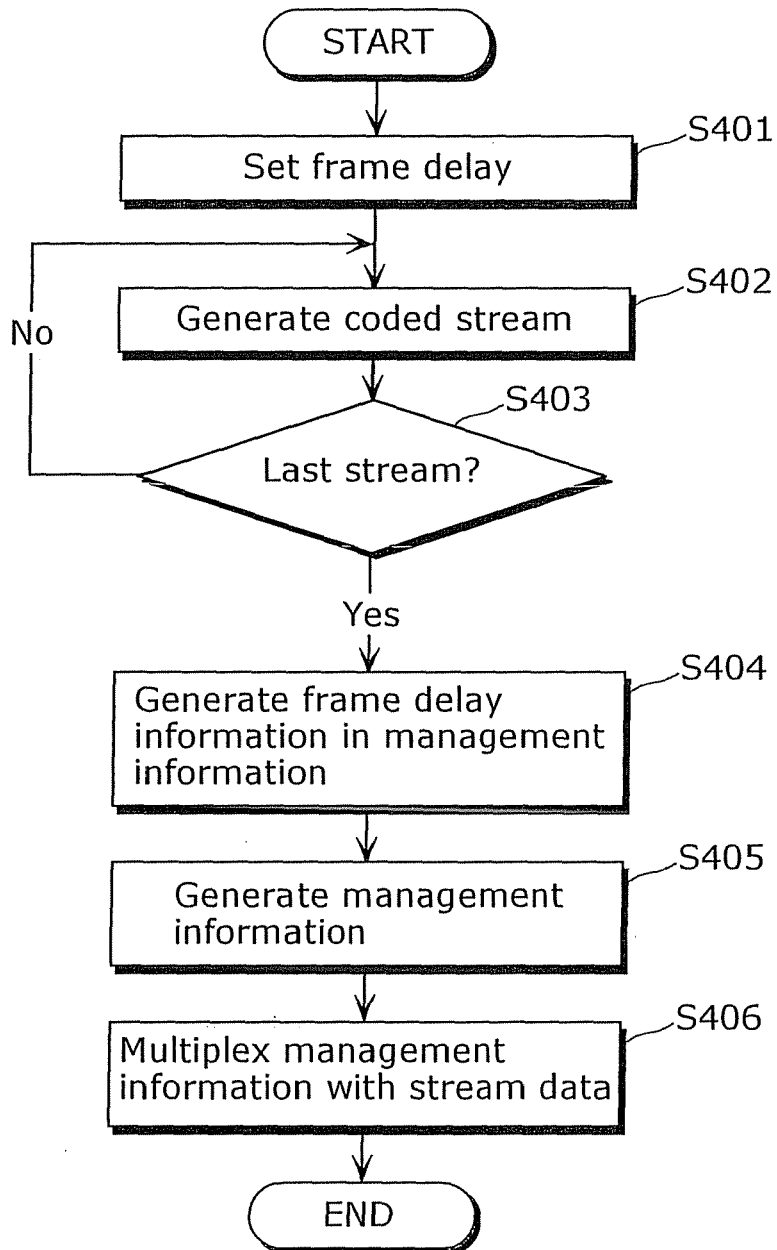 START
S401
Set frame delay
S402
Generate coded stream
No
S403
Last stream?
Yes
S404
Generate frame delay
information in management
information
S405
Generate management
information
S406
Multiplex management
information with stream data
END